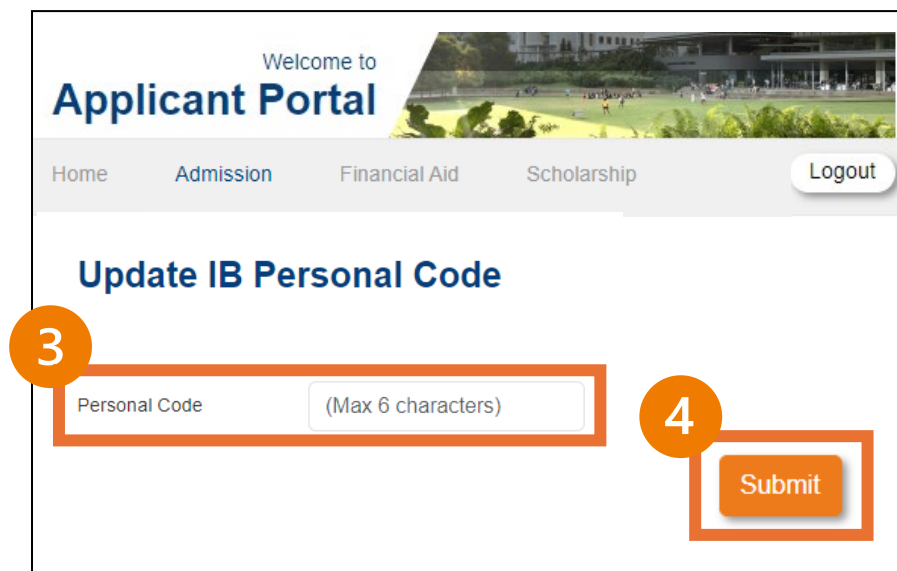 Welcome to
Applicant Portal
Home Admission Financial Aid Scholarship Logout
Update IB Personal Code
3
Personal Code (Max 6 characters)
4
Submit